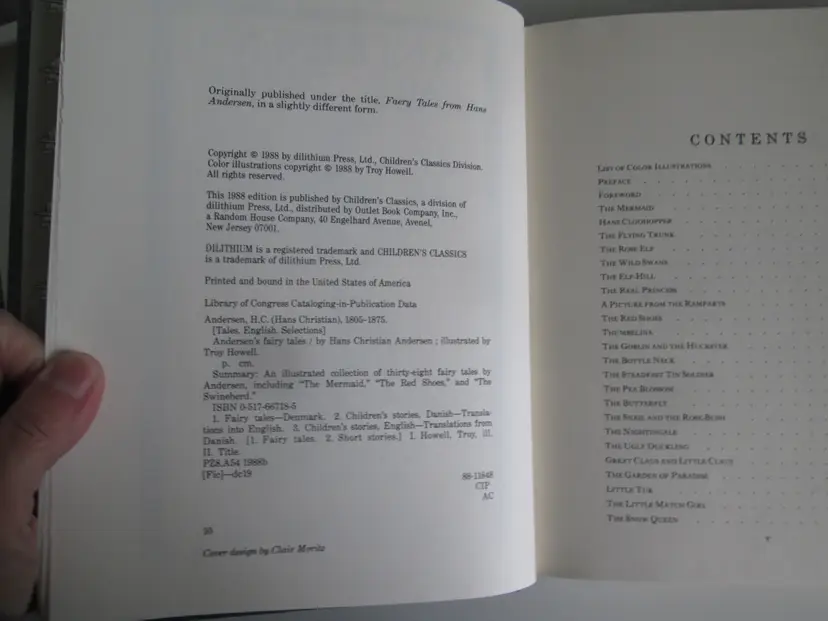 Originally published under the title, Faery Tales from Hans
Andersen, in a slightly different form.
Copyright © 1988 by dilithium Press, Ltd., Children's Classics Division.
Color illustrations copyright © 1988 by Troy Howell.
All rights reserved.
This 1988 edition is published by Children's Classics, a division of
dilithium Press, Ltd., distributed by Outlet Book Company, Inc.,
a Random House Company, 40 Engelhard Avenue, Avenel,
New Jersey 07001.
DILITHIUM is a registered trademark and CHILDREN'S CLASSICS
is a trademark of dilithium Press, Ltd.
Printed and bound in the United States of America
Library of Congress Cataloging-in-Publication Data
Andersen, H.C. (Hans Christian), 1805-1875.
[Tales. English. Selections]
Andersen's fairy tales / by Hans Christian Andersen ; illustrated by
Troy Howell.
p. cm.
Summary: An illustrated collection of thirty-eight fairy tales by
Andersen, including "The Mermaid," "The Red Shoes," and "The
Swineherd."
ISBN 0-517-66718-5
1. Fairy tales—Denmark. 2. Children's stories, Danish—Transla-
tions into English. 3. Children's stories, English—Translations from
Danish. [1. Fairy tales. 2. Short stories.] I. Howell, Troy, ill.
II. Title.
PZ8.A54 1988b
[Fic]—dc19
88-11848
CIP
AC
Cover design by Clair Moritz
CONTENTS
LIST OF COLOR ILLUSTRATIONS
PREFACE
FOREWORD
THE MERMAID
HANS CLODHOPPER
THE FLYING TRUNK
THE ROSE ELF
THE WILD SWANS
THE ELF-HILL
THE REAL PRINCESS
A PICTURE FROM THE RAMPARTS
THE RED SHOES
THUMBELINA
THE GOBLIN AND THE HUCKSTER
THE BOTTLE NECK
THE STEADFAST TIN SOLDIER
THE PEA BLOSSOM
THE BUTTERFLY
THE SNAIL AND THE ROSE-BUSH
THE NIGHTINGALE
THE UGLY DUCKLING
GREAT CLAUS AND LITTLE CLAUS
THE GARDEN OF PARADISE
LITTLE TUK
THE LITTLE MATCH GIRL
THE SNOW QUEEN
v